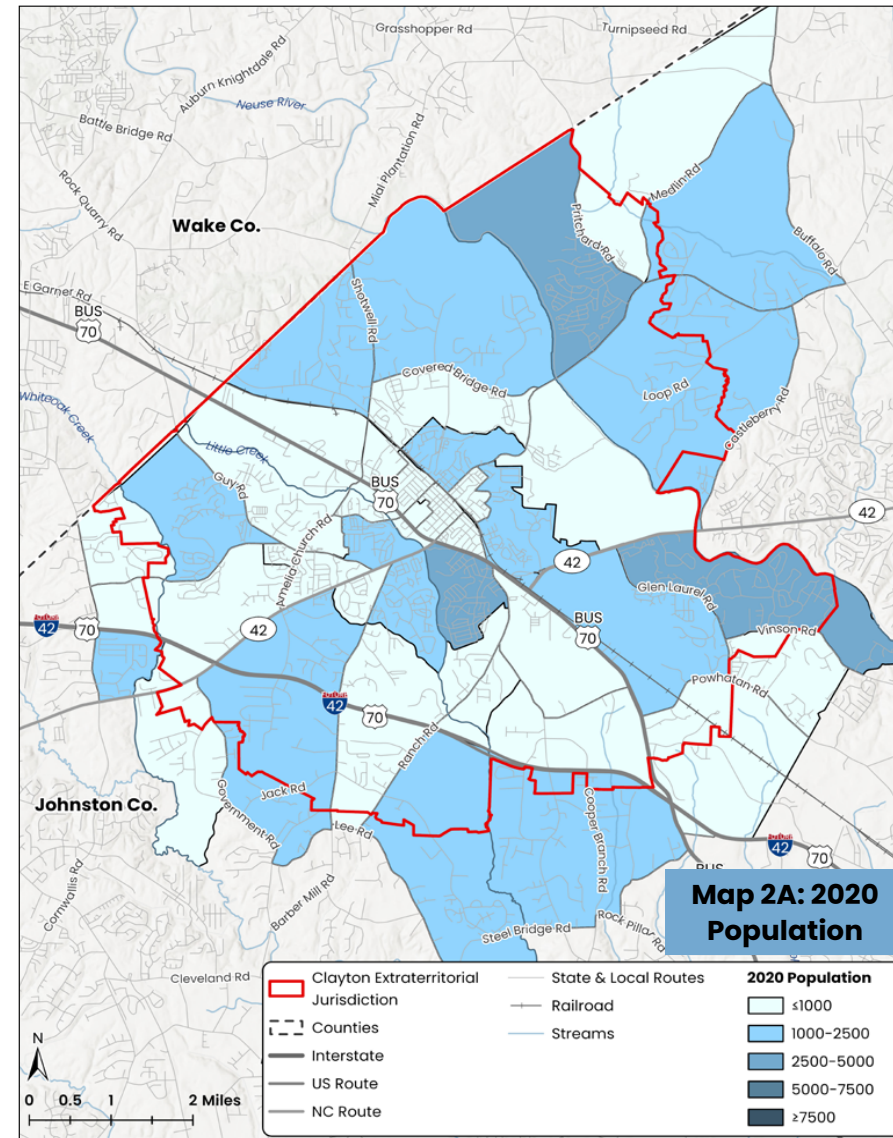 Grasshopper Rd
Turnipseed Rd
Auburn Knightdale Rd
Neuse River
Battle Bridge Rd
Mial Plantation Rd
Rock Quarry Rd
Medlin Rd
Wake Co.
Pritchard Rd
Buffalo Rd
E Garner Rd
BUS
70
Shotwell Rd
Covered Bridge Rd
Loop Rd
Whiteoak Creek
Castleberry Rd
Little Creek
Guy Rd
BUS
70
42
Amelia Church Rd
42
Glen Laurel Rd
42
70
42
BUS
70
Vinson Rd
Powhatan Rd
42
70
Ranch Rd
Johnston Co.
Jack Rd
Government Rd
Lee Rd
Cooper Branch Rd
42
70
BUS
Cornwallis Rd
Barber Mill Rd
Map 2A: 2020
Population
Rock Pillar Rd
Steel Bridge Rd
Cleveland Rd
Clayton Extraterritorial
Jurisdiction
Counties
Interstate
US Route
NC Route
State & Local Routes
Railroad
Streams
2020 Population
≤1000
1000-2500
2500-5000
5000-7500
≥7500
N
0 0.5 1 2 Miles